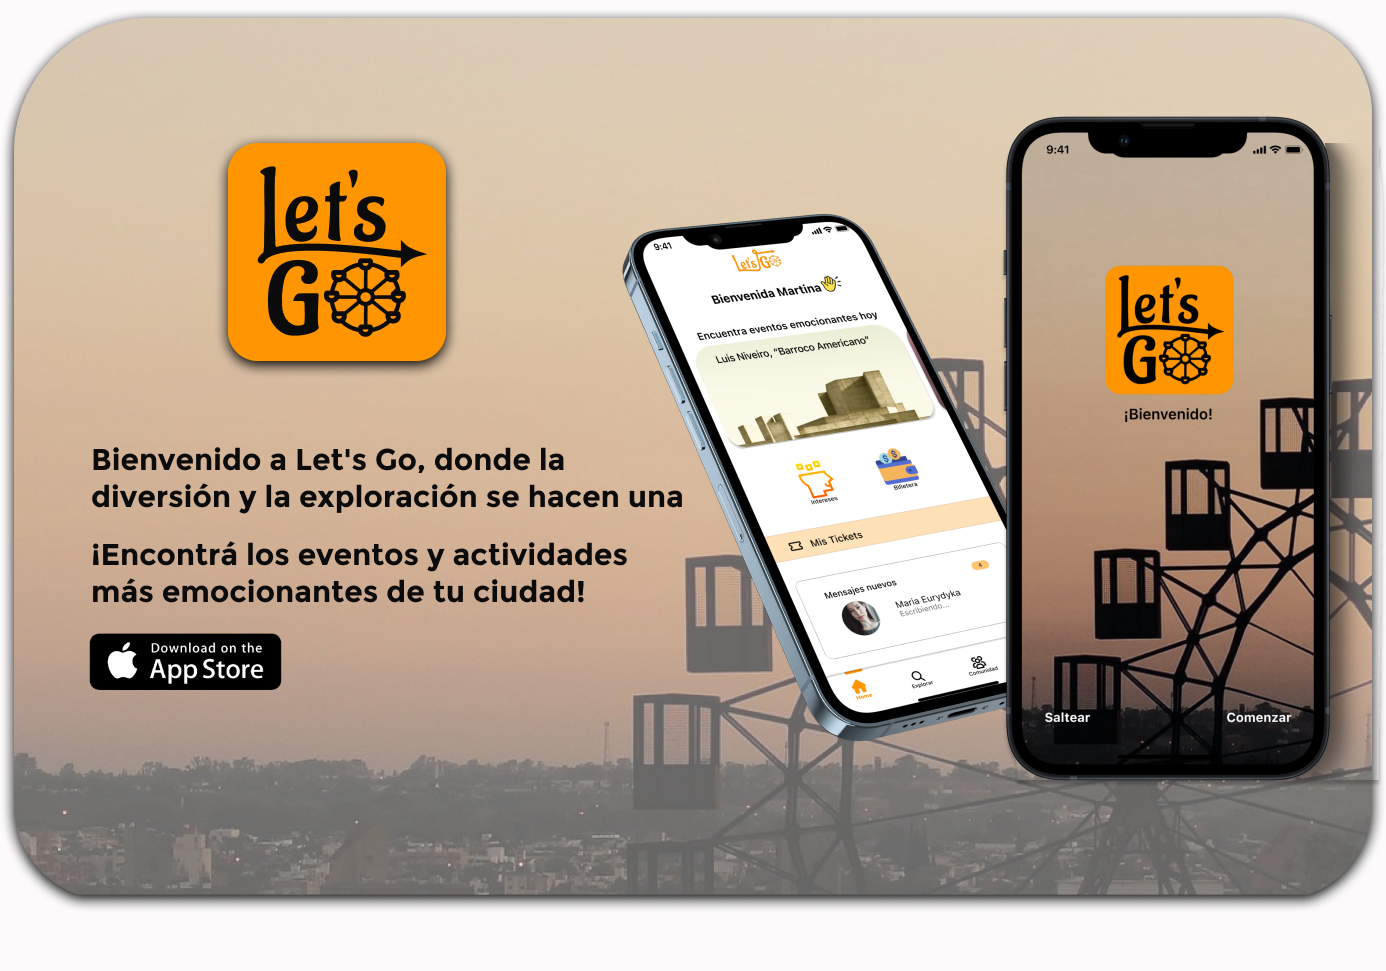 Let's
GO
Bienvenido a Let's Go, donde la
diversión y la exploración se hacen una
¡Encontrá los eventos y actividades
más emocionantes de tu ciudad!
Download on the
App Store
9:41
Let's Go
Bienvenida Martina
Encuentra eventos emocionantes hoy
Luis Niveiro, "Barroco Americano"
Intereses
Billetera
Mis Tickets
Mensajes nuevos
4
Maria Eurydyka
Escribiendo...
Home
Explorar
Comunidad
9:41
Let's
GO
¡Bienvenido!
Saltear
Comenzar